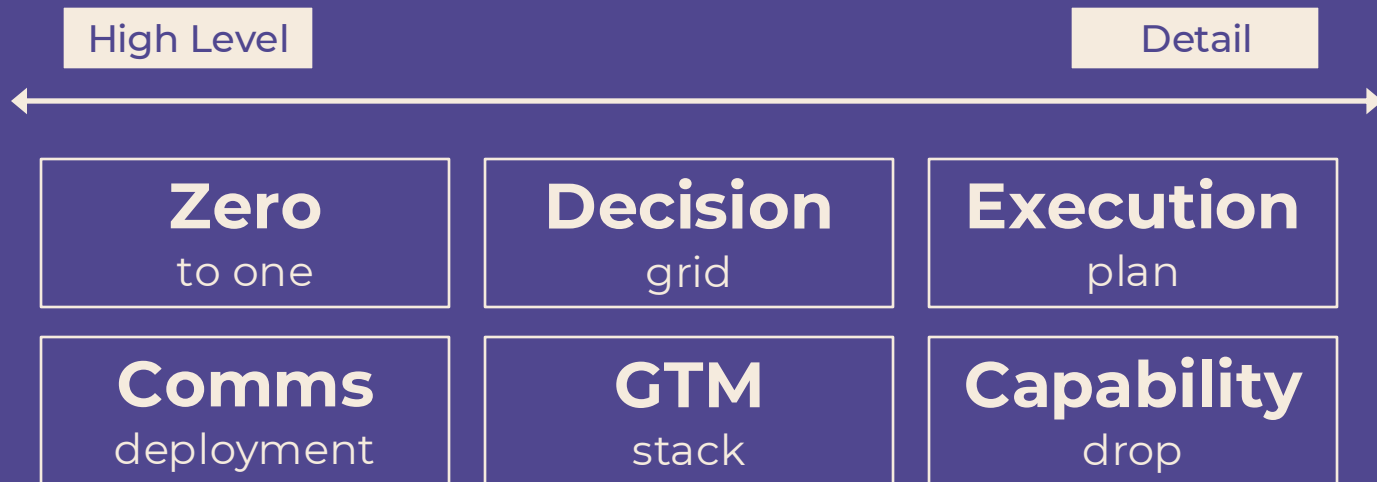 High Level
Detail
Zero
to one
Decision
grid
Execution
plan
Comms
deployment
GTM
stack
Capability
drop